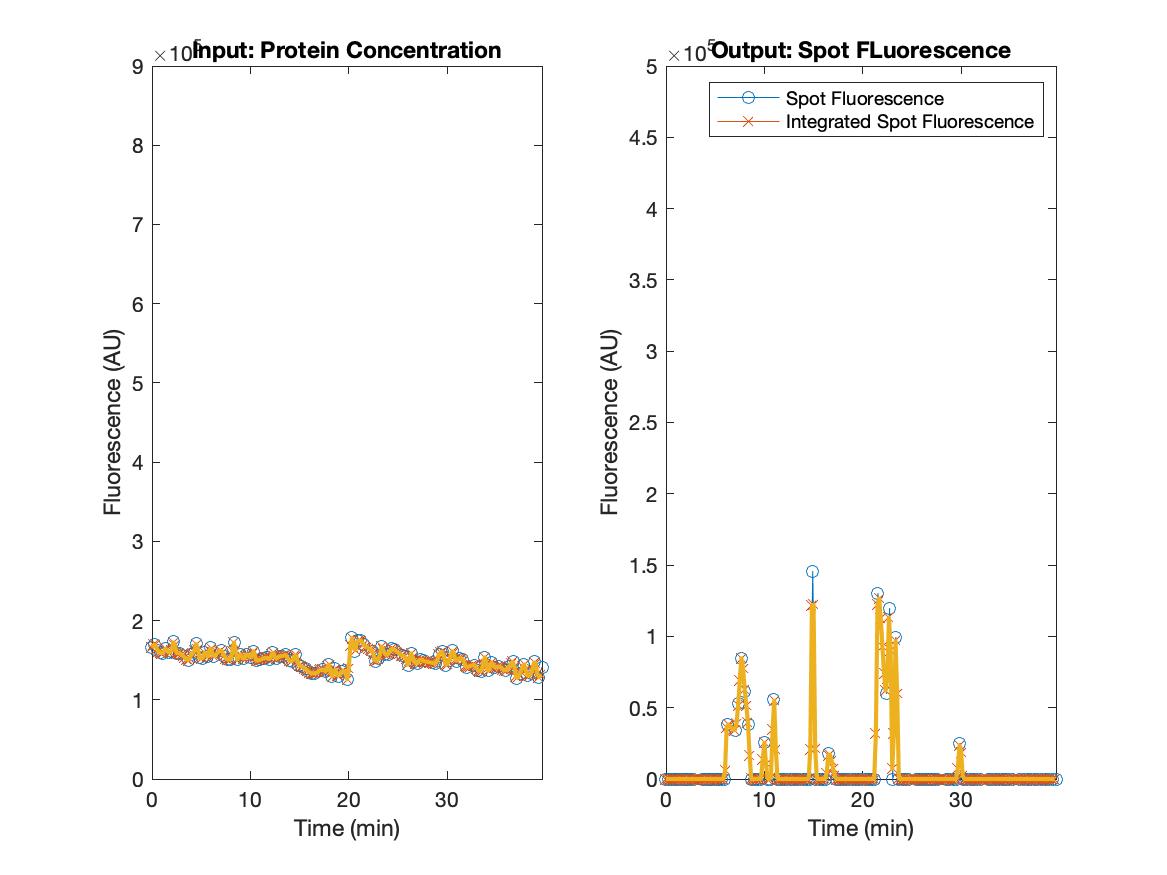 ×10⁵
Input: Protein Concentration
9
8
7
6
5
4
3
2
1
0
Fluorescence (AU)
0 10 20 30
Time (min)
×10⁵
Output: Spot FLuorescence
Spot Fluorescence
Integrated Spot Fluorescence
5
4.5
4
3.5
3
2.5
2
1.5
1
0.5
0
Fluorescence (AU)
0 10 20 30
Time (min)